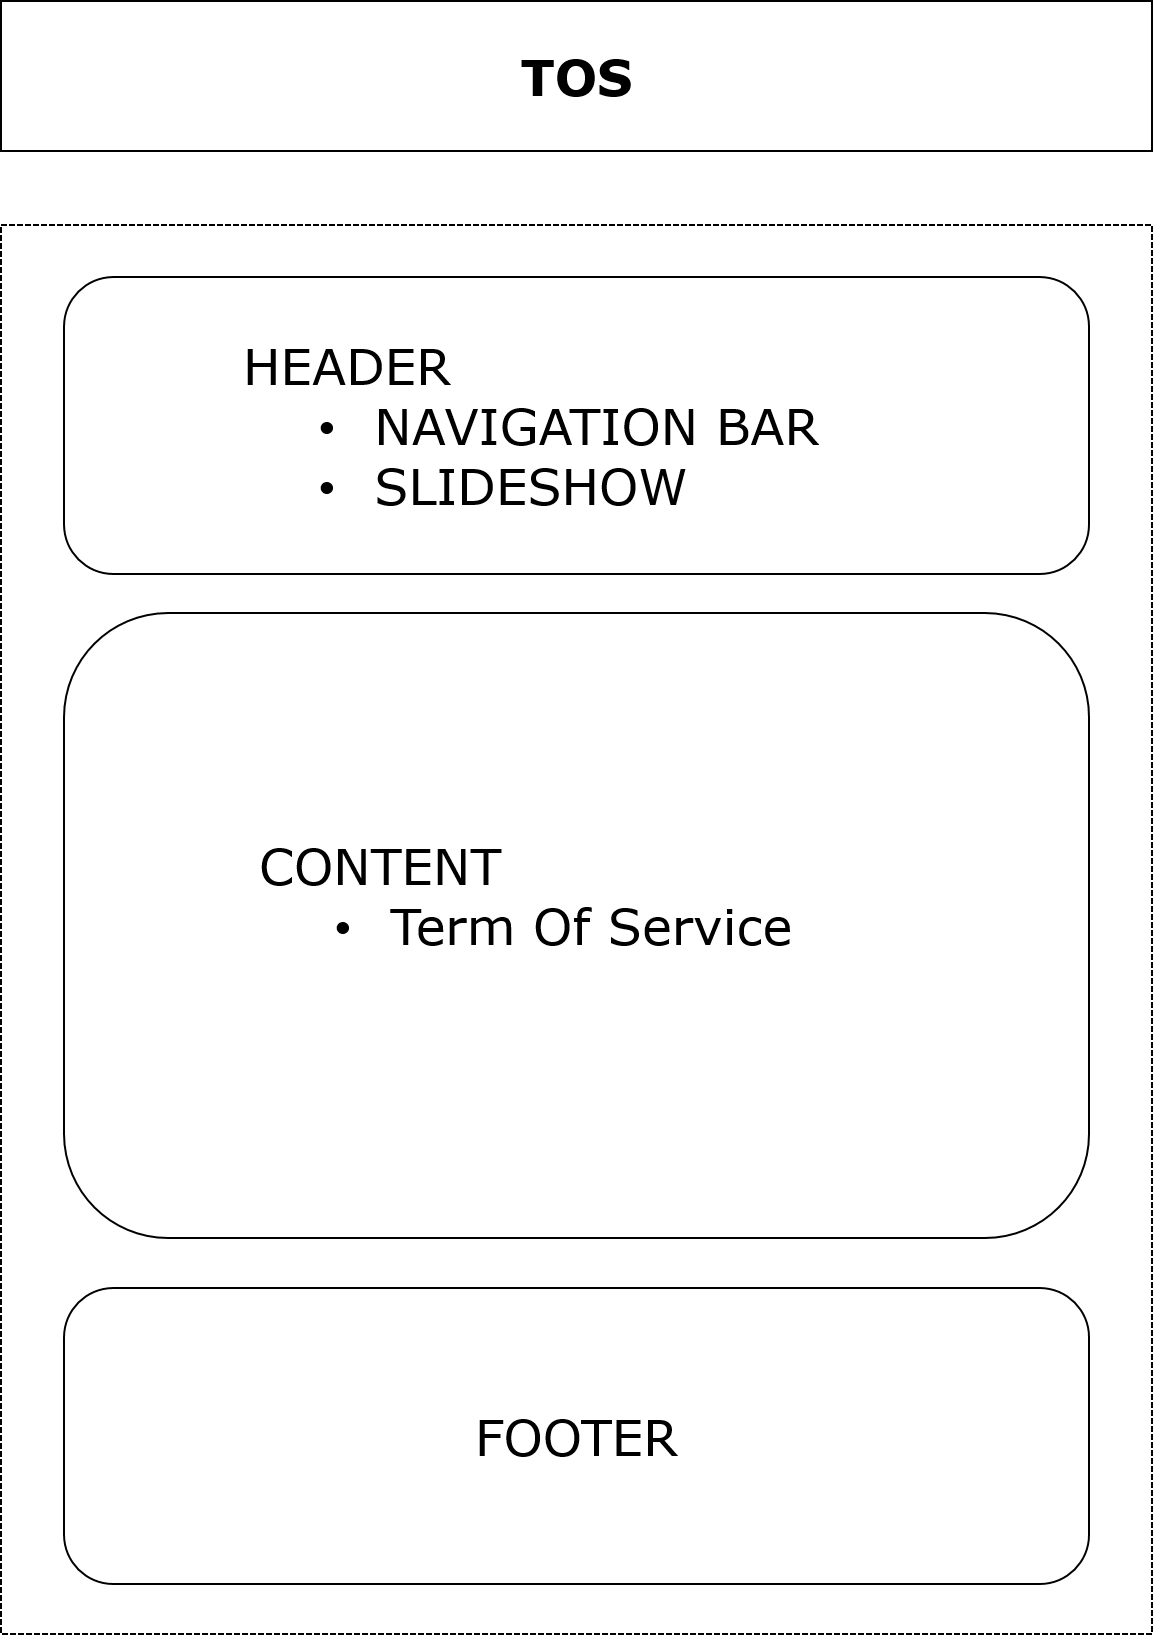 TOS
HEADER
• NAVIGATION BAR
• SLIDESHOW
CONTENT
• Term Of Service
FOOTER